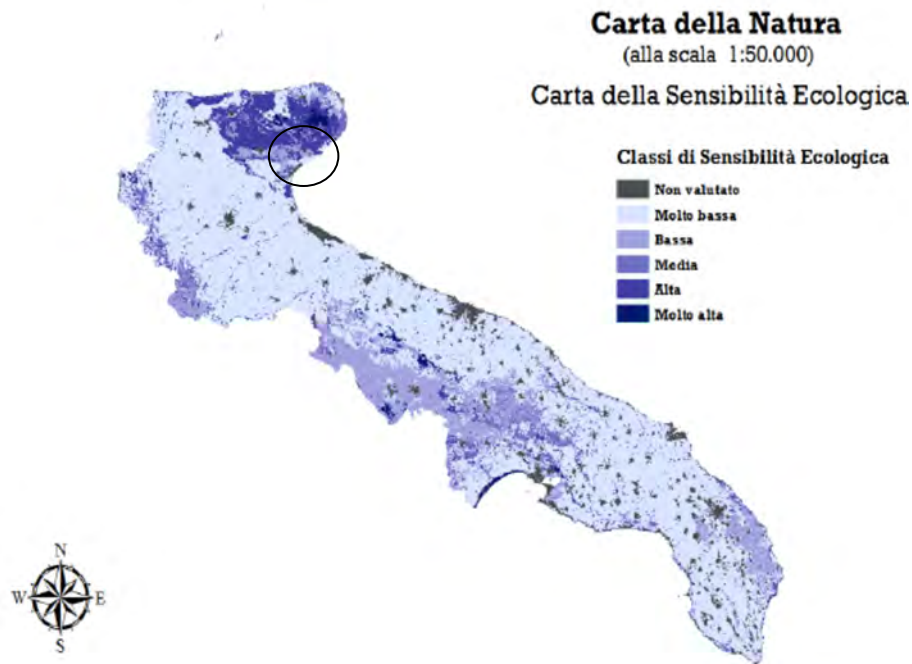 Carta della Natura
(alla scala 1:50.000)
Carta della Sensibilità Ecologica
Classi di Sensibilità Ecologica
Non valutato
Molto bassa
Bassa
Media
Alta
Molto alta
N
W E
S